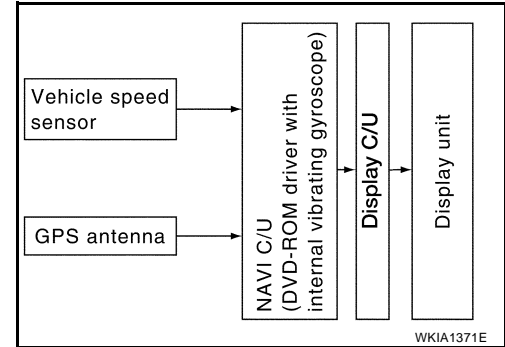 Vehicle speed
sensor
GPS antenna
NAVI C/U
(DVD-ROM driver with
internal vibrating gyroscope)
Display C/U
Display unit
WKIA1371E